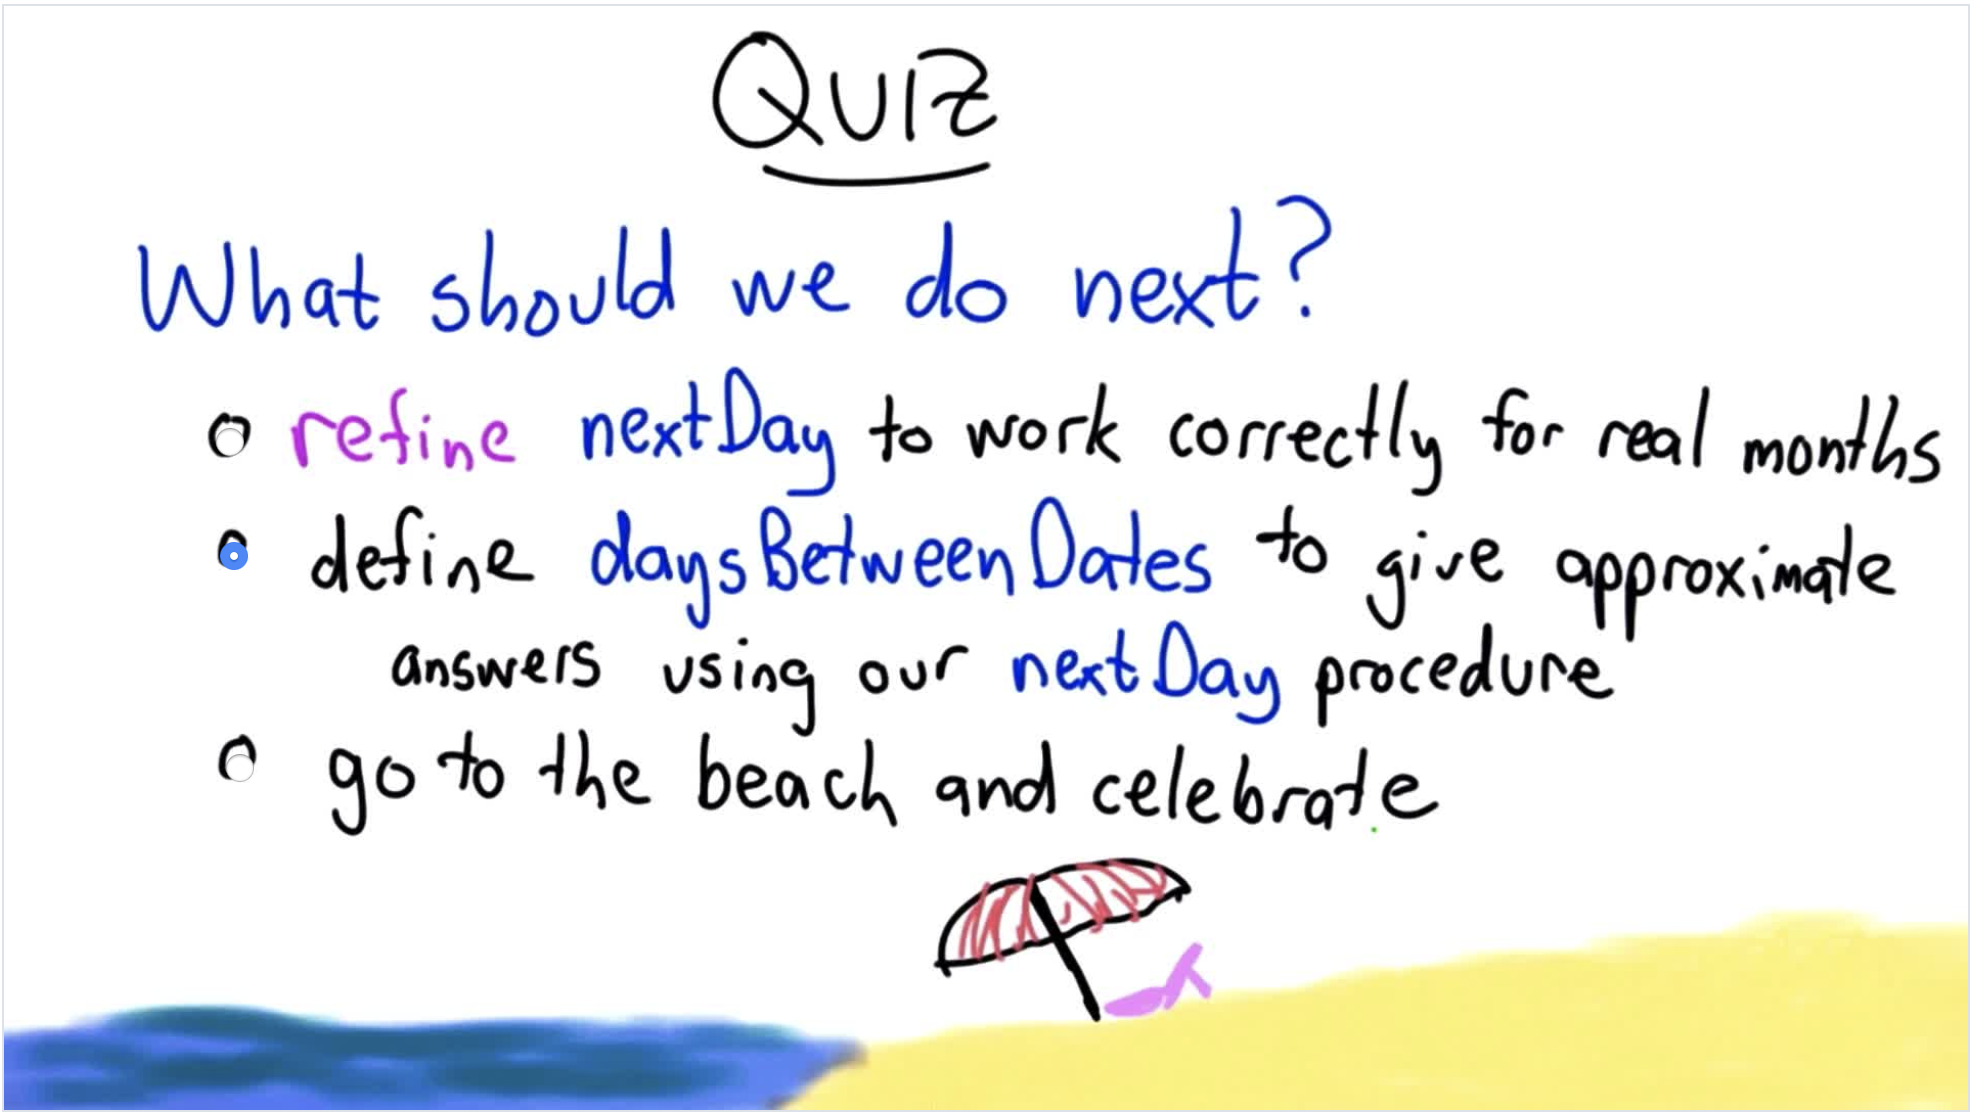 QUIZ
What should we do next?
refine nextDay to work correctly for real months
define daysBetweenDates to give approximate
answers using our nextDay procedure
go to the beach and celebrate